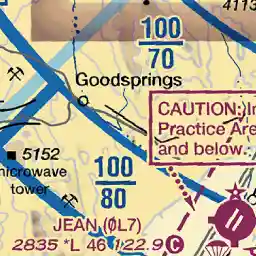 4113
100
70
Goodsprings
CAUTION: In
Practice Are
and below.
5152
microwave
tower
100
80
JEAN (0L7)
2835 *L 46 122.9 C